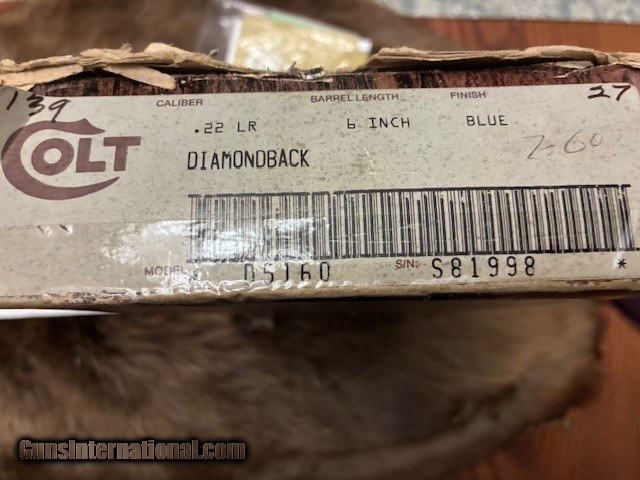 139
CALIBER BARREL LENGTH FINISH 27
COLT .22 LR 6 INCH BLUE
DIAMONDBACK 7-60
MODEL: D5160 S/N: S81998 *
GunsInternational.com